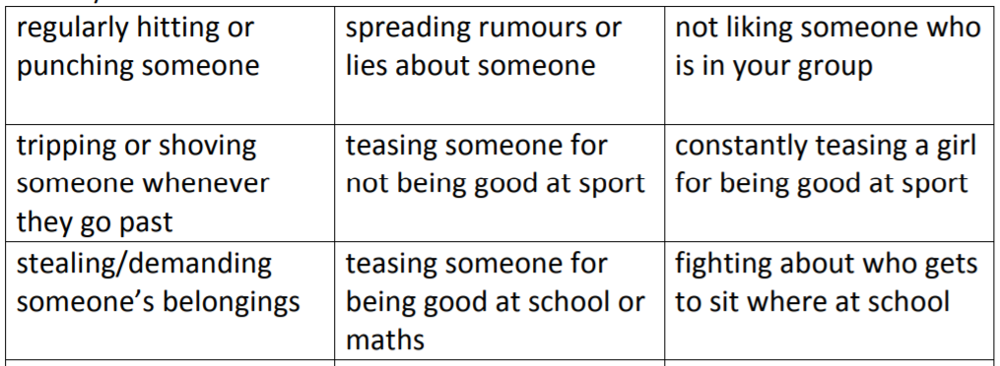 regularly hitting or
punching someone
spreading rumours or
lies about someone
not liking someone who
is in your group
tripping or shoving
someone whenever
they go past
teasing someone for
not being good at sport
constantly teasing a girl
for being good at sport
stealing/demanding
someone’s belongings
teasing someone for
being good at school or
maths
fighting about who gets
to sit where at school